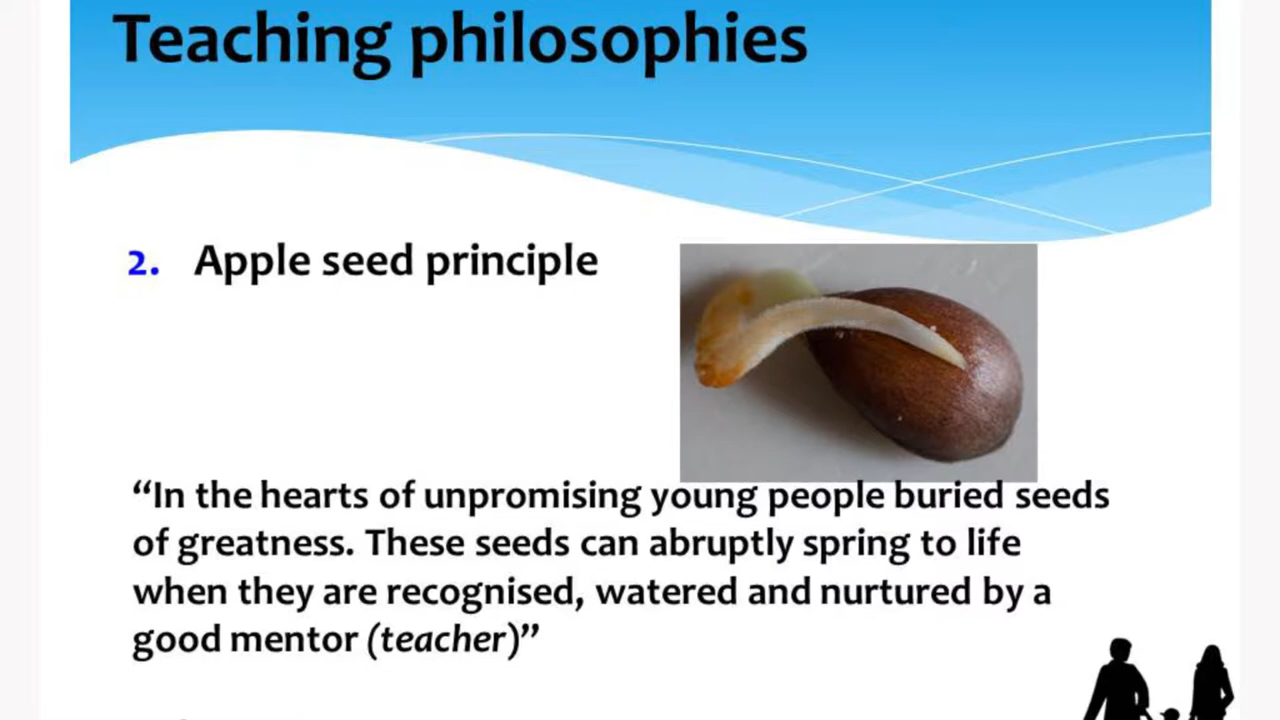 Teaching philosophies
2. Apple seed principle
“In the hearts of unpromising young people buried seeds
of greatness. These seeds can abruptly spring to life
when they are recognised, watered and nurtured by a
good mentor (teacher)”